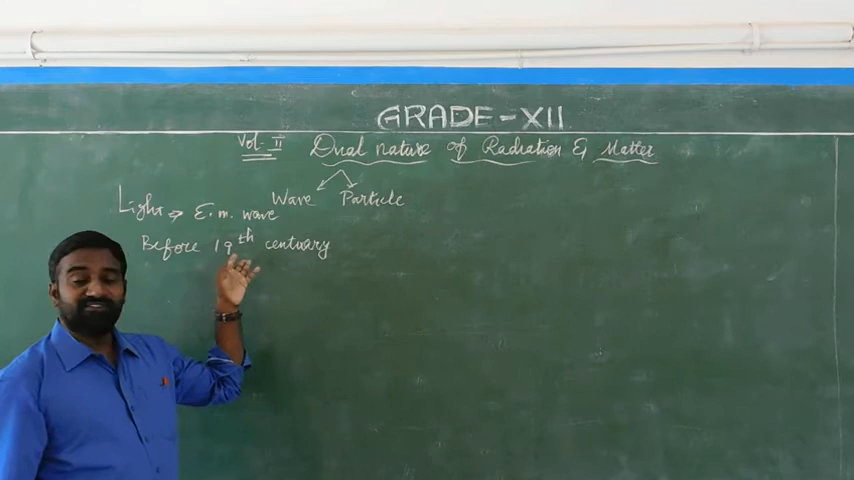 GRADE-XII
Vol-II Dual nature of Radiation & Matter
Wave Particle
Light → E.m. wave
Before 19th centuary